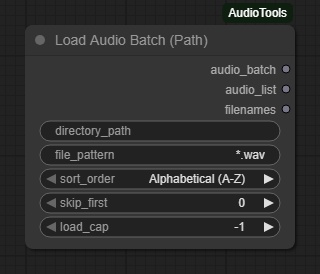 AudioTools
Load Audio Batch (Path)
audio_batch
audio_list
filenames
directory_path
file_pattern *.wav
sort_order Alphabetical (A-Z)
skip_first 0
load_cap -1